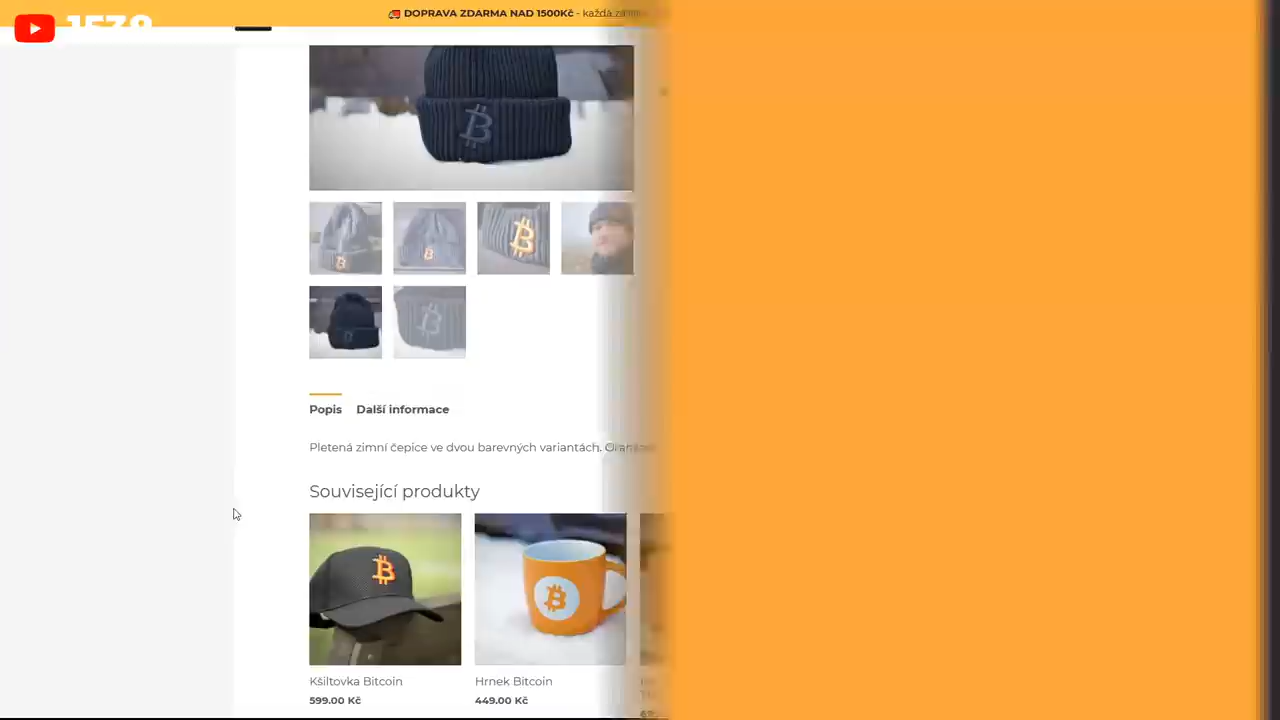 🚚 DOPRAVA ZDARMA NAD 1500Kč - každá
Popis
Další informace
Pletená zimní čepice ve dvou barevných variantách.
Související produkty
Kšiltovka Bitcoin
599.00 Kč
Hrnek Bitcoin
449.00 Kč